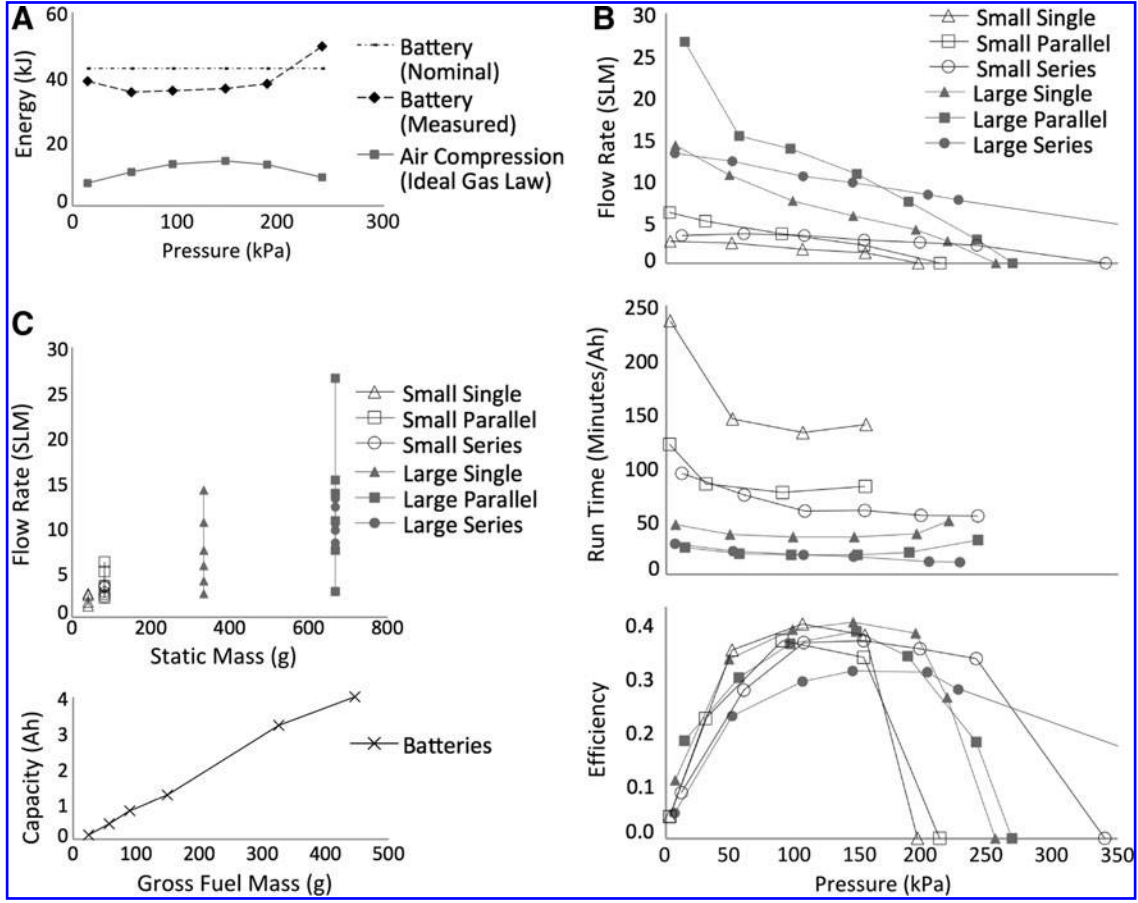 A
60
40
20
0
Energy (kJ)
0
100
200
300
Pressure (kPa)
Battery
(Nominal)
Battery
(Measured)
Air Compression
(Ideal Gas Law)
B
30
25
20
15
10
5
0
Flow Rate (SLM)
Small Single
Small Parallel
Small Series
Large Single
Large Parallel
Large Series
250
200
150
100
50
0
Run Time (Minutes/Ah)
0.4
0.3
0.2
0.1
0.0
Efficiency
0
50
100
150
200
250
300
350
Pressure (kPa)
C
30
25
20
15
10
5
0
Flow Rate (SLM)
0
200
400
600
800
Static Mass (g)
Small Single
Small Parallel
Small Series
Large Single
Large Parallel
Large Series
4
3
2
1
0
Capacity (Ah)
0
100
200
300
400
500
Gross Fuel Mass (g)
Batteries